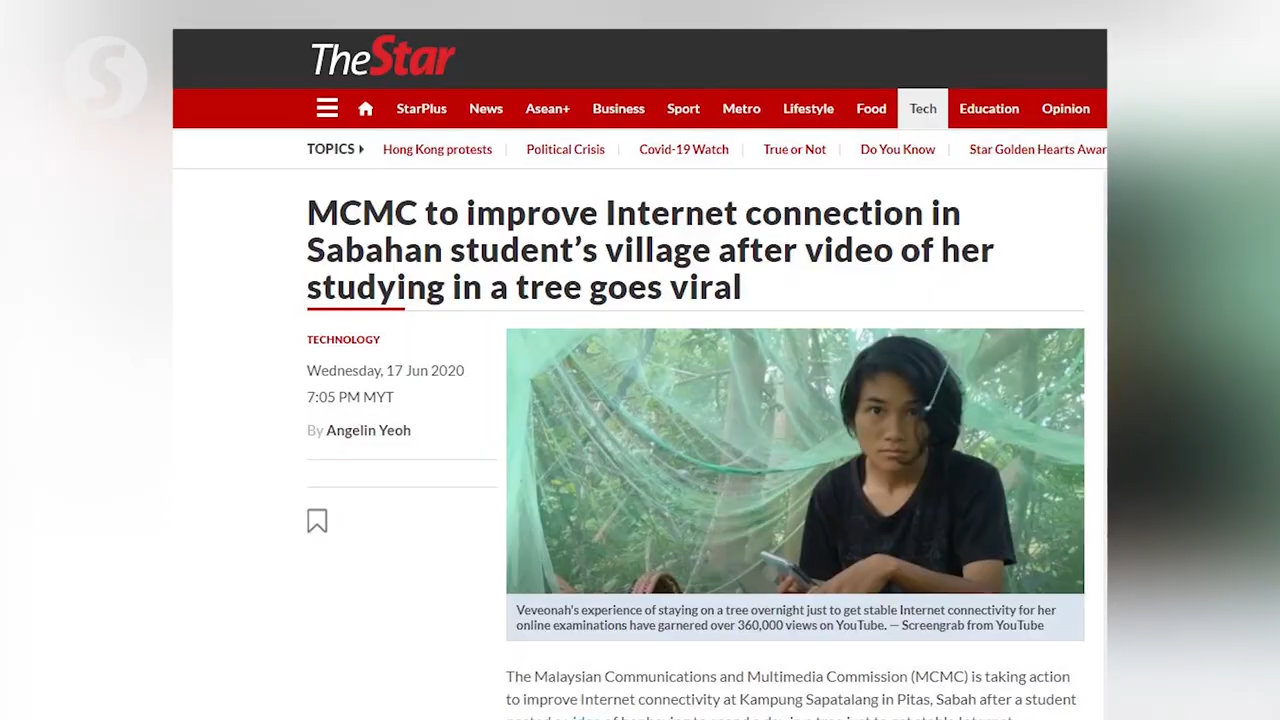 S
TheStar
StarPlus News Asean+ Business Sport Metro Lifestyle Food Tech Education Opinion
TOPICS Hong Kong protests Political Crisis Covid-19 Watch True or Not Do You Know Star Golden Hearts Awar
MCMC to improve Internet connection in
Sabahan student’s village after video of her
studying in a tree goes viral
TECHNOLOGY
Wednesday, 17 Jun 2020
7:05 PM MYT
By Angelin Yeoh
Veveonah's experience of staying on a tree overnight just to get stable Internet connectivity for her
online examinations have garnered over 360,000 views on YouTube. — Screengrab from YouTube
The Malaysian Communications and Multimedia Commission (MCMC) is taking action
to improve Internet connectivity at Kampung Sapatalang in Pitas, Sabah after a student